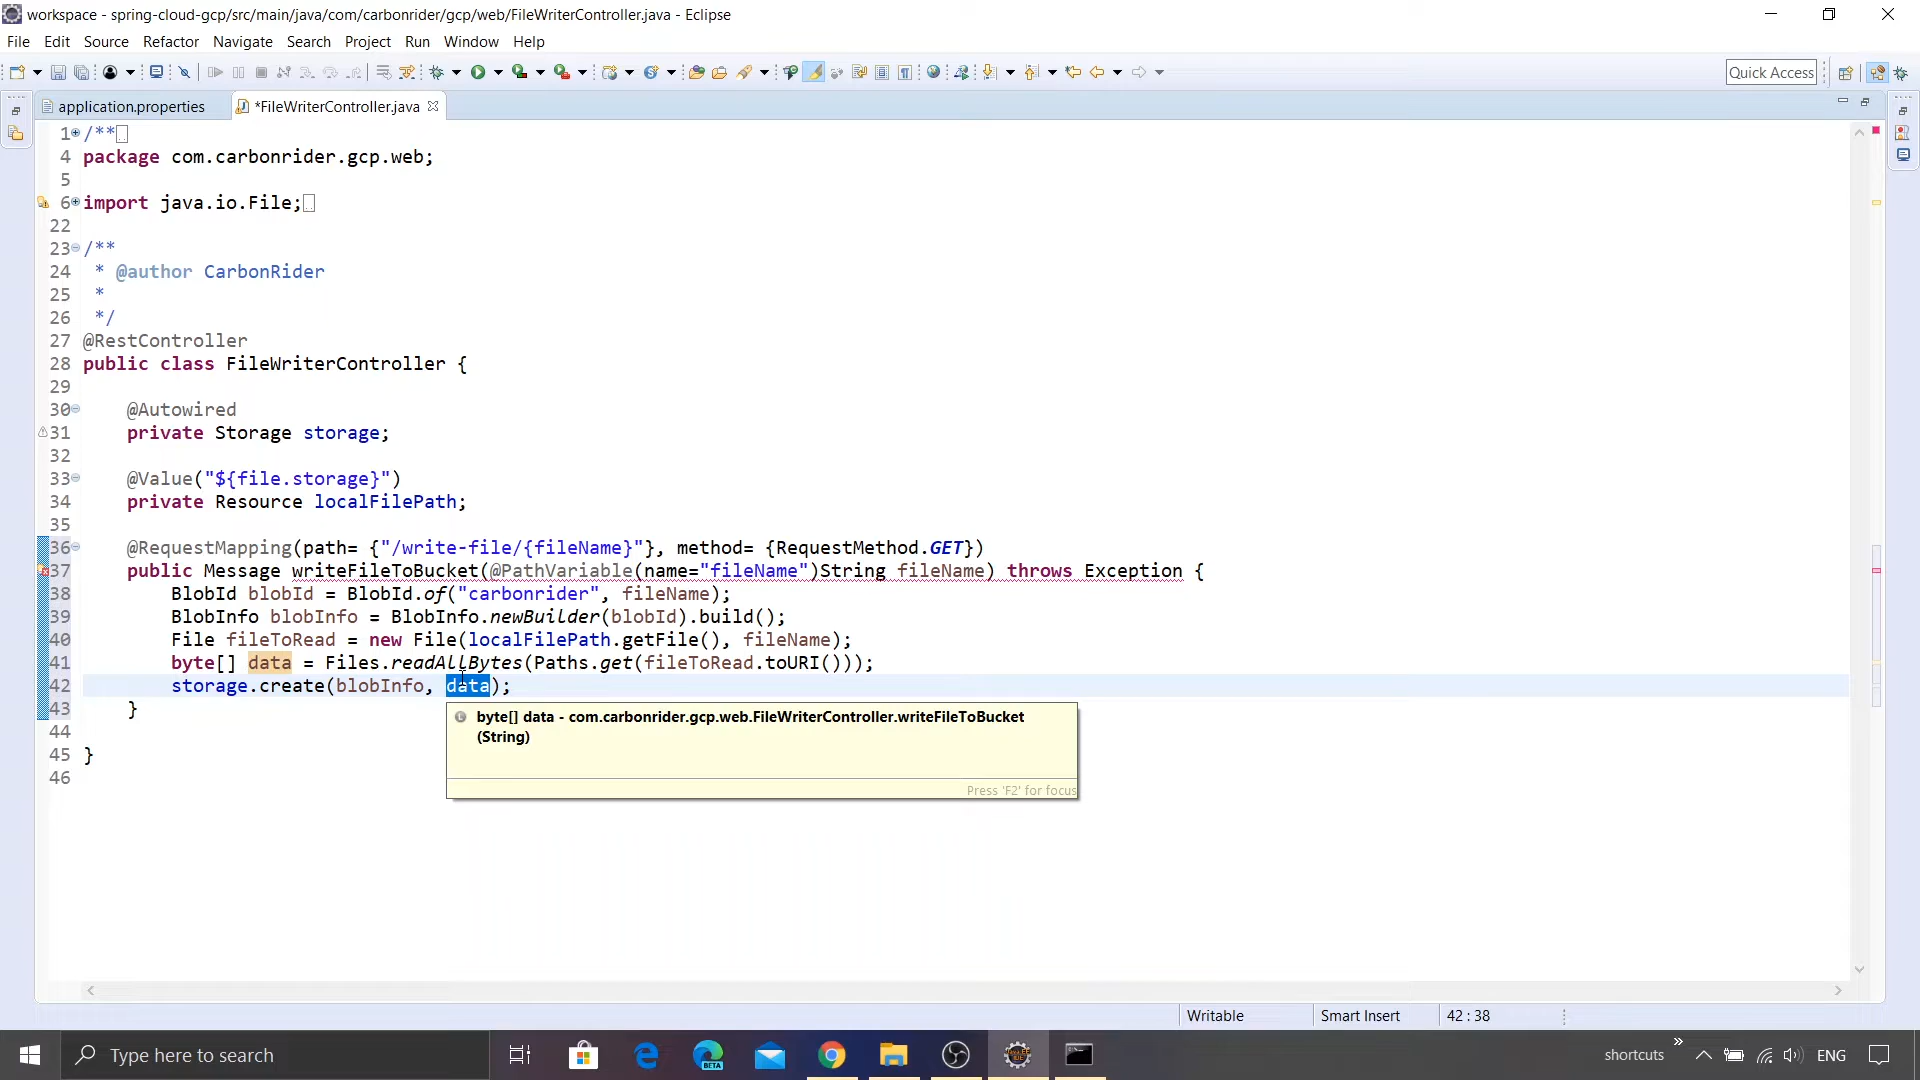 workspace - spring-cloud-gcp/src/main/java/com/carbonrider/gcp/web/FileWriterController.java - Eclipse
File Edit Source Refactor Navigate Search Project Run Window Help
Quick Access
application.properties *FileWriterController.java
1 /**
4 package com.carbonrider.gcp.web;
5
6 import java.io.File;
22
23 /**
24 * @author CarbonRider
25 *
26 */
27 @RestController
28 public class FileWriterController {
29
30 @Autowired
31 private Storage storage;
32
33 @Value("${file.storage}")
34 private Resource localFilePath;
35
36 @RequestMapping(path= {"/write-file/{fileName}"}, method= {RequestMethod.GET})
37 public Message writeFileToBucket(@PathVariable(name="fileName")String fileName) throws Exception {
38 BlobId blobId = BlobId.of("carbonrider", fileName);
39 BlobInfo blobInfo = BlobInfo.newBuilder(blobId).build();
40 File fileToRead = new File(localFilePath.getFile(), fileName);
41 byte[] data = Files.readAllBytes(Paths.get(fileToRead.toURI()));
42 storage.create(blobInfo, data);
43 }
44
45 }
46
byte[] data - com.carbonrider.gcp.web.FileWriterController.writeFileToBucket
(String)
Press 'F2' for focus
Writable Smart Insert 42 : 38
Type here to search
BETA
shortcuts » ENG